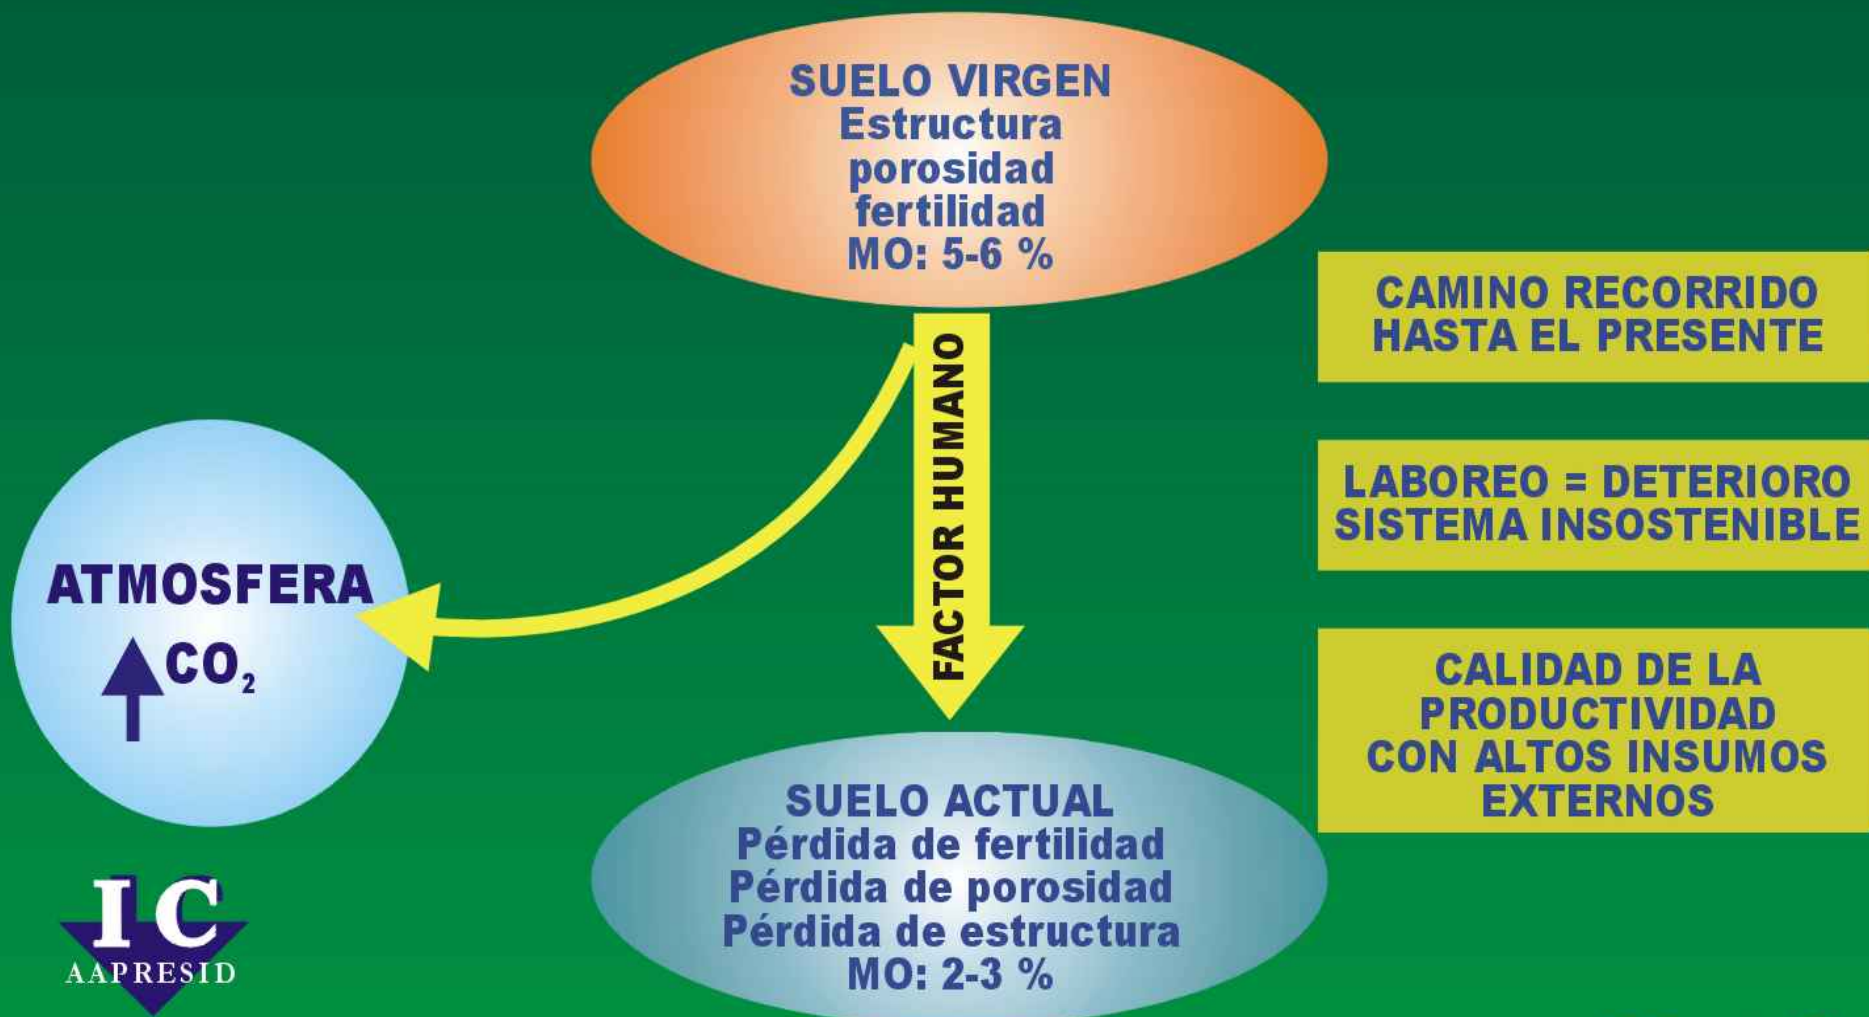 SUELO VIRGEN
Estructura
porosidad
fertilidad
MO: 5-6 %
FACTOR HUMANO
ATMOSFERA
CO₂
SUELO ACTUAL
Pérdida de fertilidad
Pérdida de porosidad
Pérdida de estructura
MO: 2-3 %
CAMINO RECORRIDO
HASTA EL PRESENTE
LABOREO = DETERIORO
SISTEMA INSOSTENIBLE
CALIDAD DE LA
PRODUCTIVIDAD
CON ALTOS INSUMOS
EXTERNOS
IC
AAPRESID